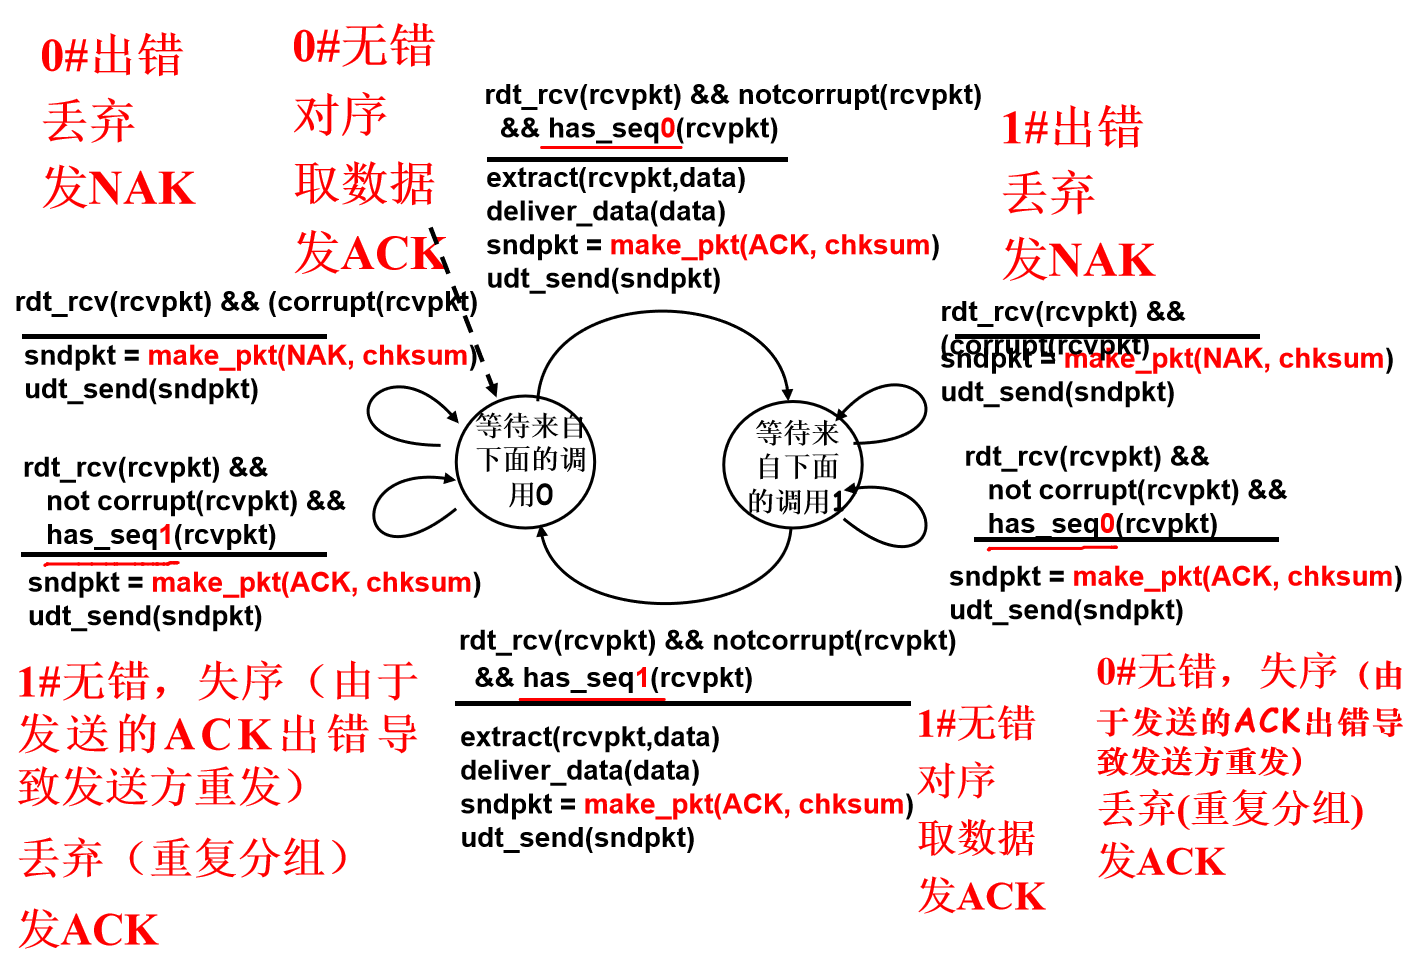 0#出错
丢弃
发NAK
0#无错
对序
取数据
发ACK
rdt_rcv(rcvpkt) && notcorrupt(rcvpkt)
&& has_seq0(rcvpkt)
extract(rcvpkt,data)
deliver_data(data)
sndpkt = make_pkt(ACK, chksum)
udt_send(sndpkt)
1#出错
丢弃
发NAK
rdt_rcv(rcvpkt) && (corrupt(rcvpkt)
sndpkt = make_pkt(NAK, chksum)
udt_send(sndpkt)
rdt_rcv(rcvpkt) &&
(corrupt(rcvpkt)
sndpkt = make_pkt(NAK, chksum)
udt_send(sndpkt)
等待来自
下面的调
用0
等待来
自下面
的调用1
rdt_rcv(rcvpkt) &&
not corrupt(rcvpkt) &&
has_seq1(rcvpkt)
sndpkt = make_pkt(ACK, chksum)
udt_send(sndpkt)
rdt_rcv(rcvpkt) &&
not corrupt(rcvpkt) &&
has_seq0(rcvpkt)
sndpkt = make_pkt(ACK, chksum)
udt_send(sndpkt)
rdt_rcv(rcvpkt) && notcorrupt(rcvpkt)
&& has_seq1(rcvpkt)
extract(rcvpkt,data)
deliver_data(data)
sndpkt = make_pkt(ACK, chksum)
udt_send(sndpkt)
1#无错，失序（由于
发送的ACK出错导
致发送方重发）
丢弃（重复分组）
发ACK
1#无错
对序
取数据
发ACK
0#无错，失序（由
于发送的ACK出错导
致发送方重发）
丢弃(重复分组)
发ACK